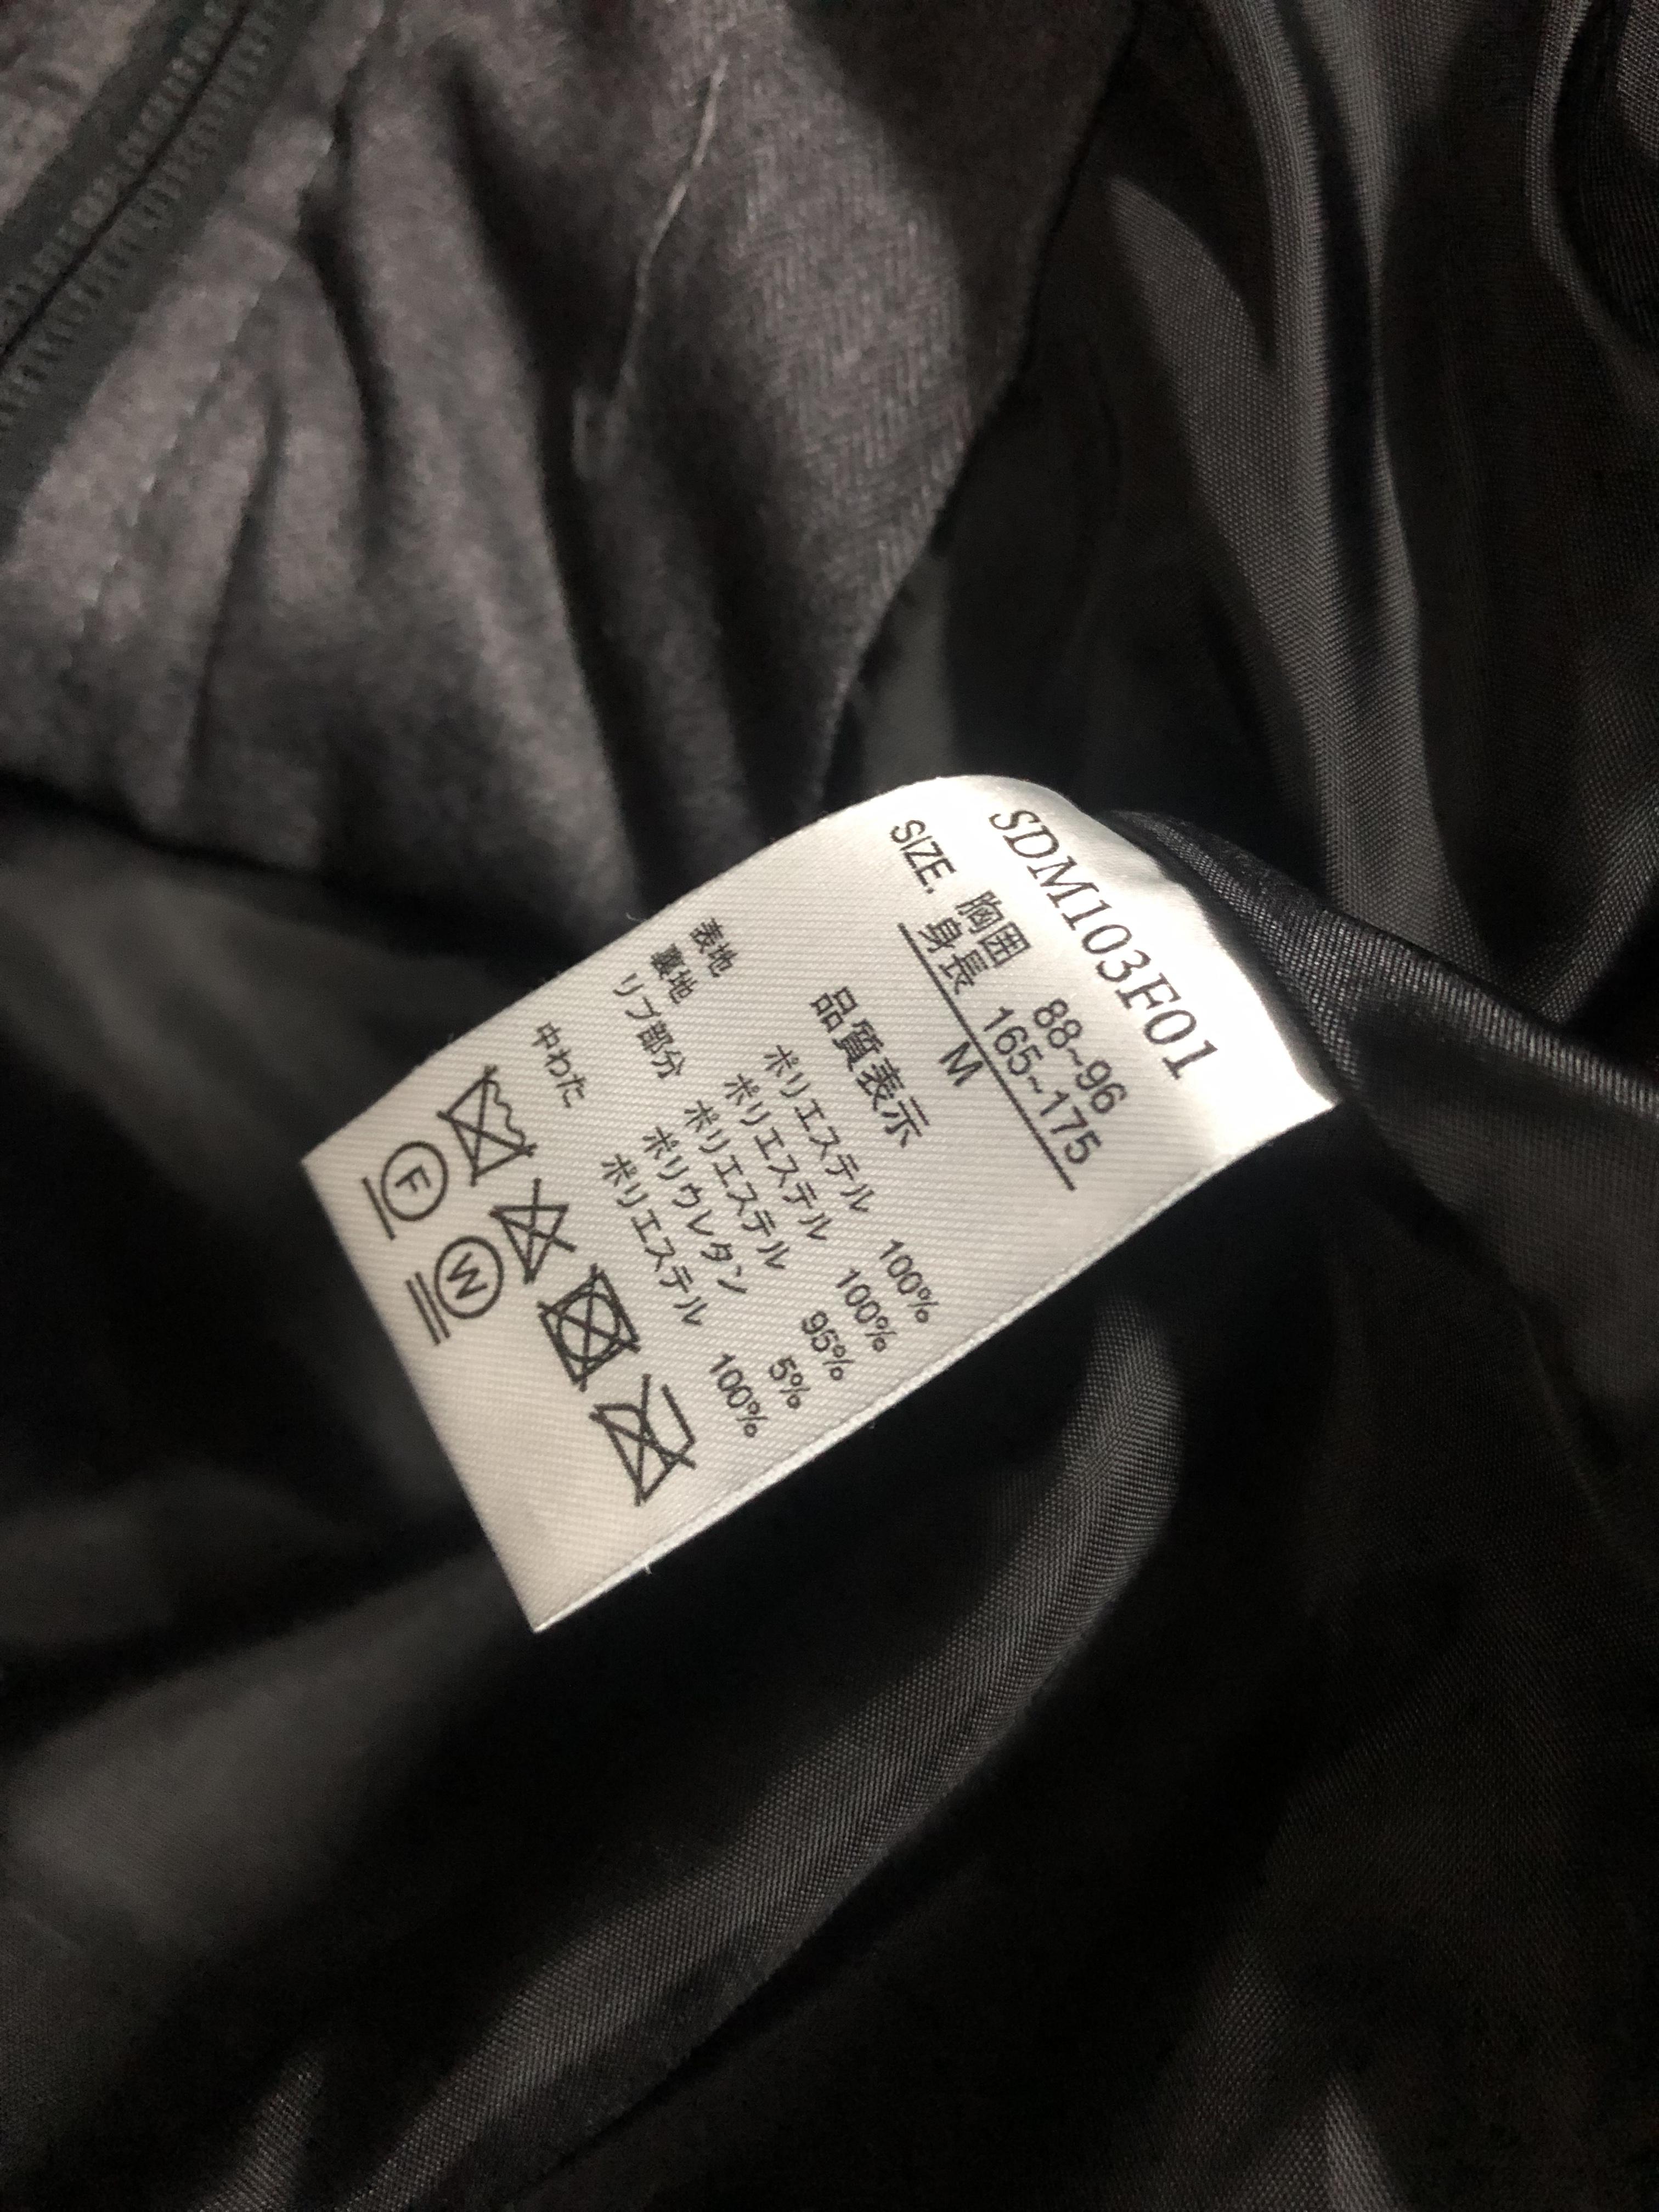 SDM103F01
胸囲 88~96
SIZE. 身長 165~175
M
品質表示
表地 ポリエステル 100%
裏地 ポリエステル 100%
リブ部分 ポリエステル 95%
ポリウレタン 5%
中わた ポリエステル 100%
F W